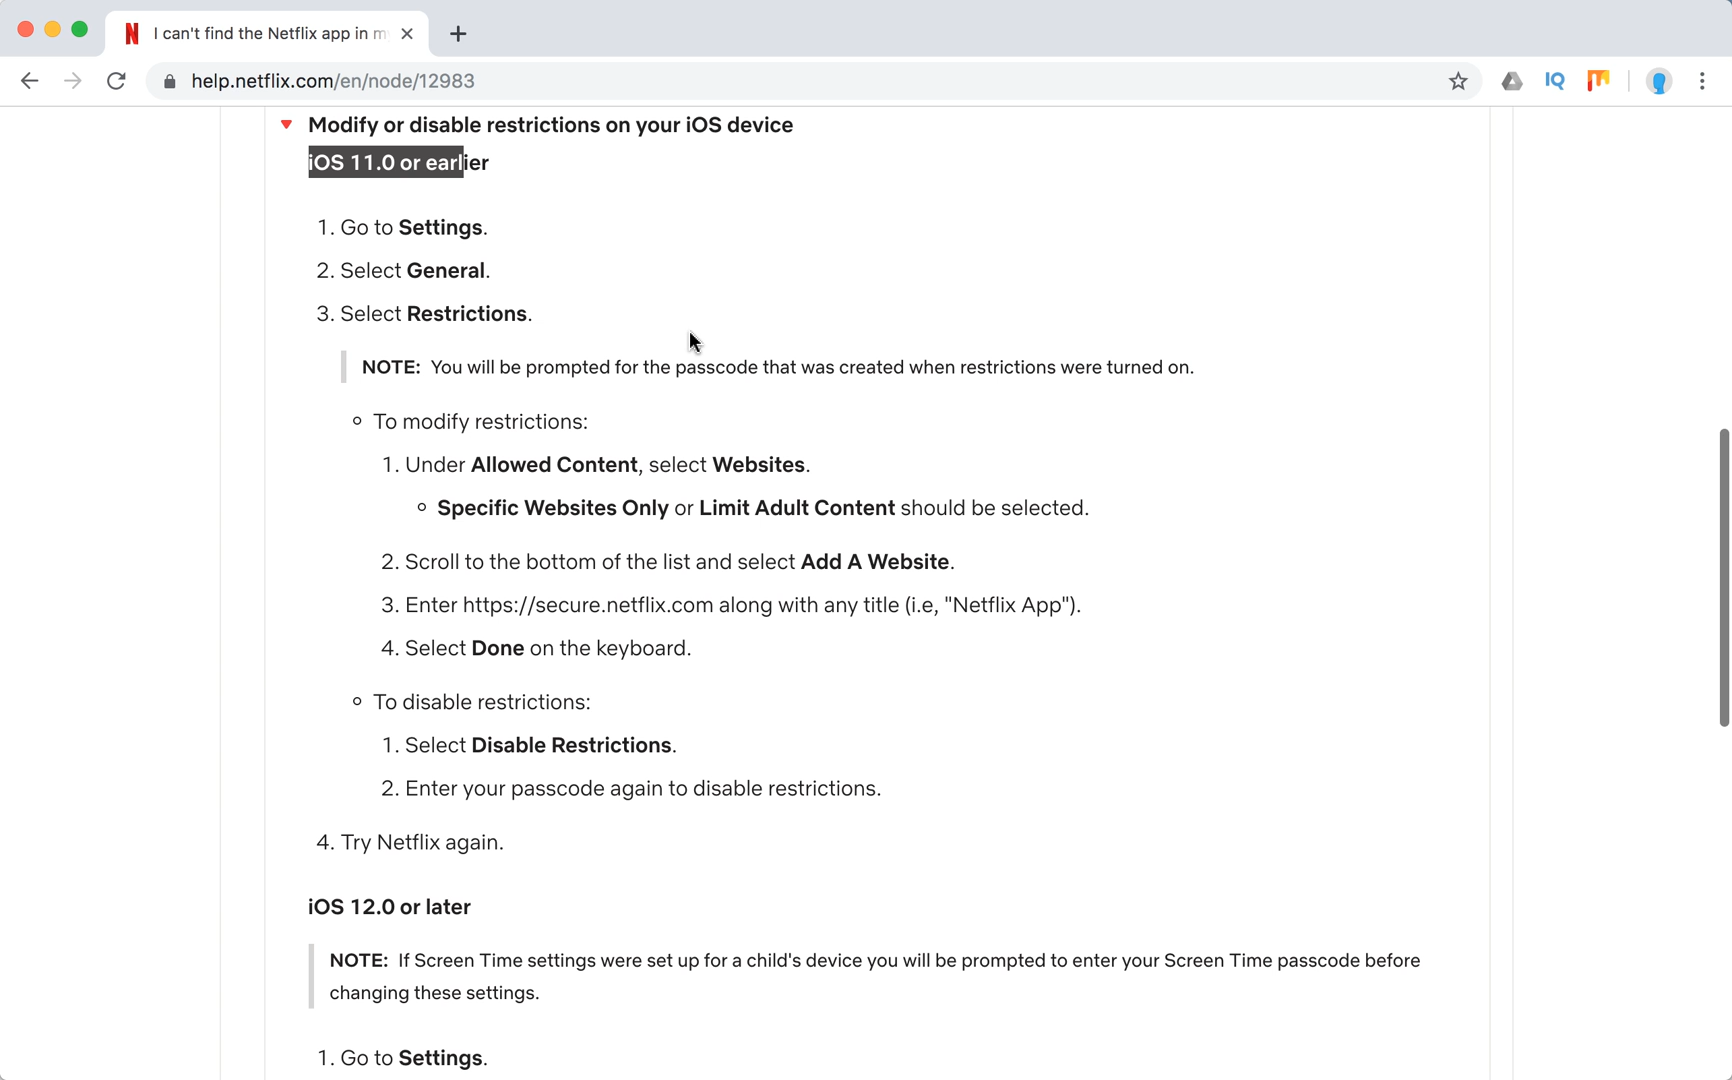 I can't find the Netflix app in m
help.netflix.com/en/node/12983
IQ
Modify or disable restrictions on your iOS device
iOS 11.0 or earlier
1. Go to Settings.
2. Select General.
3. Select Restrictions.
NOTE: You will be prompted for the passcode that was created when restrictions were turned on.
To modify restrictions:
1. Under Allowed Content, select Websites.
Specific Websites Only or Limit Adult Content should be selected.
2. Scroll to the bottom of the list and select Add A Website.
3. Enter https://secure.netflix.com along with any title (i.e, "Netflix App").
4. Select Done on the keyboard.
To disable restrictions:
1. Select Disable Restrictions.
2. Enter your passcode again to disable restrictions.
4. Try Netflix again.
iOS 12.0 or later
NOTE: If Screen Time settings were set up for a child's device you will be prompted to enter your Screen Time passcode before
changing these settings.
1. Go to Settings.